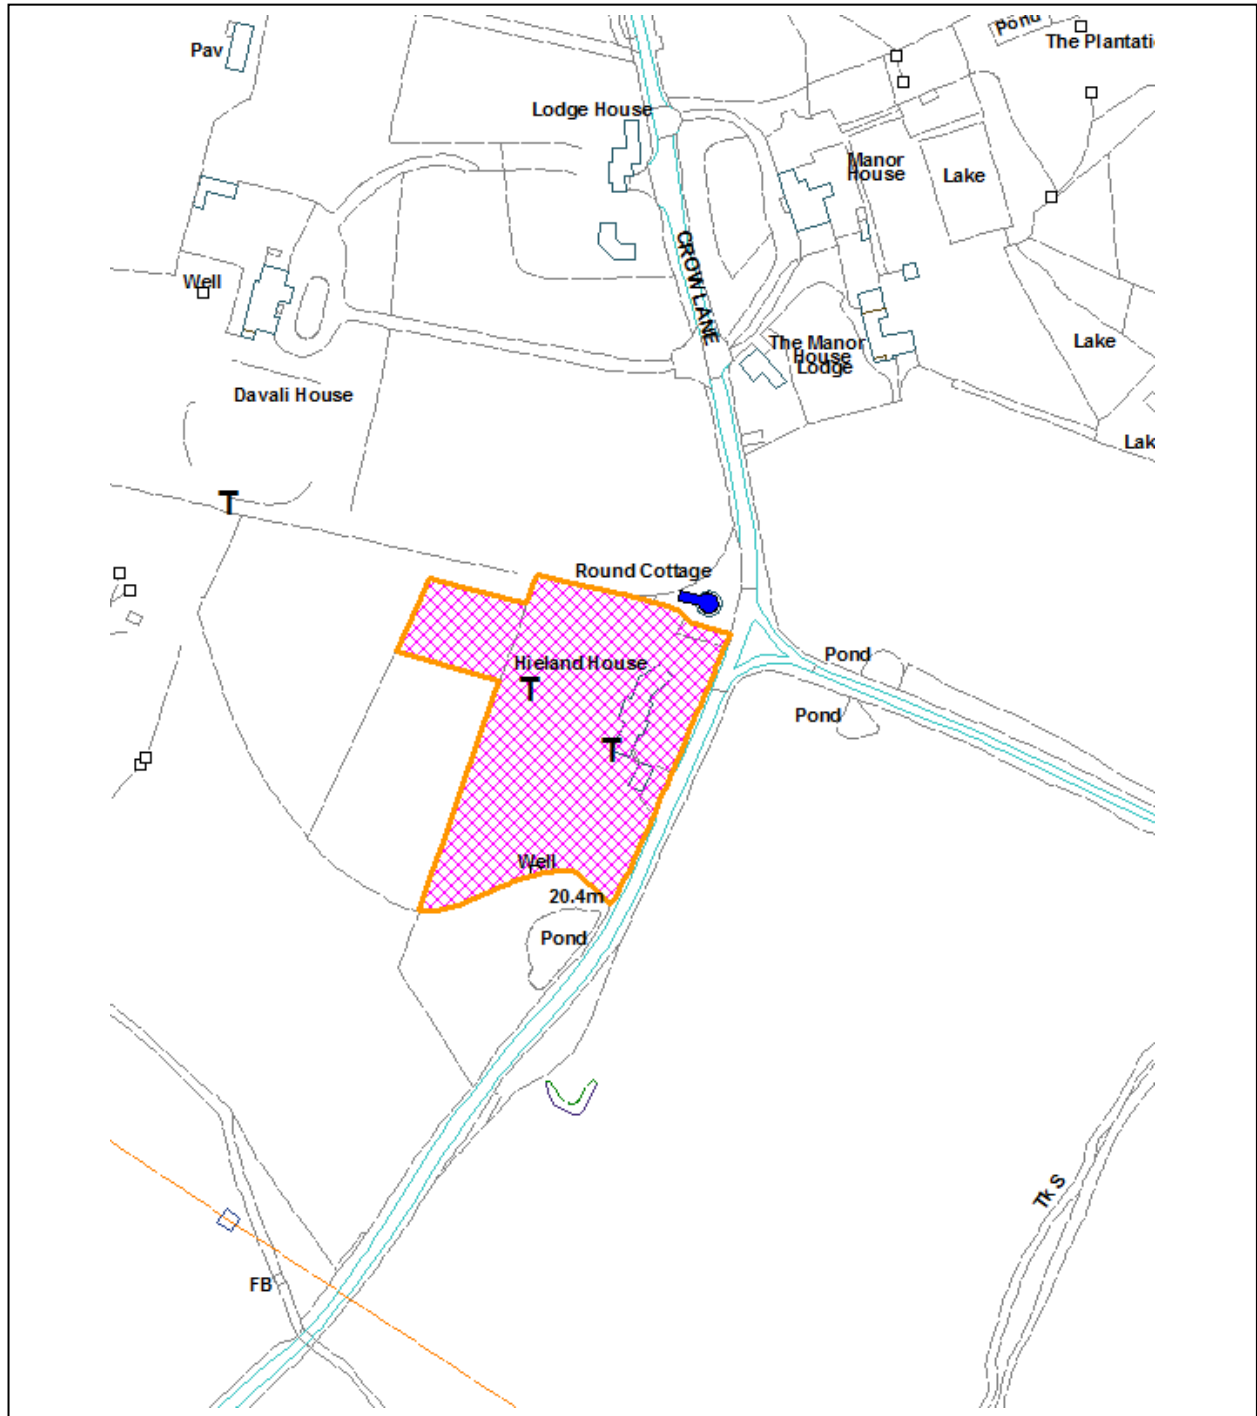 Pond
The Plantati
Pav
Lodge House
Manor
House
Lake
CROW LANE
Well
The Manor
House
Lodge
Lake
Davali House
Lak
T
Round Cottage
Hieland House
T
Pond
Pond
T
Well
20.4m
Pond
Tk S
FB